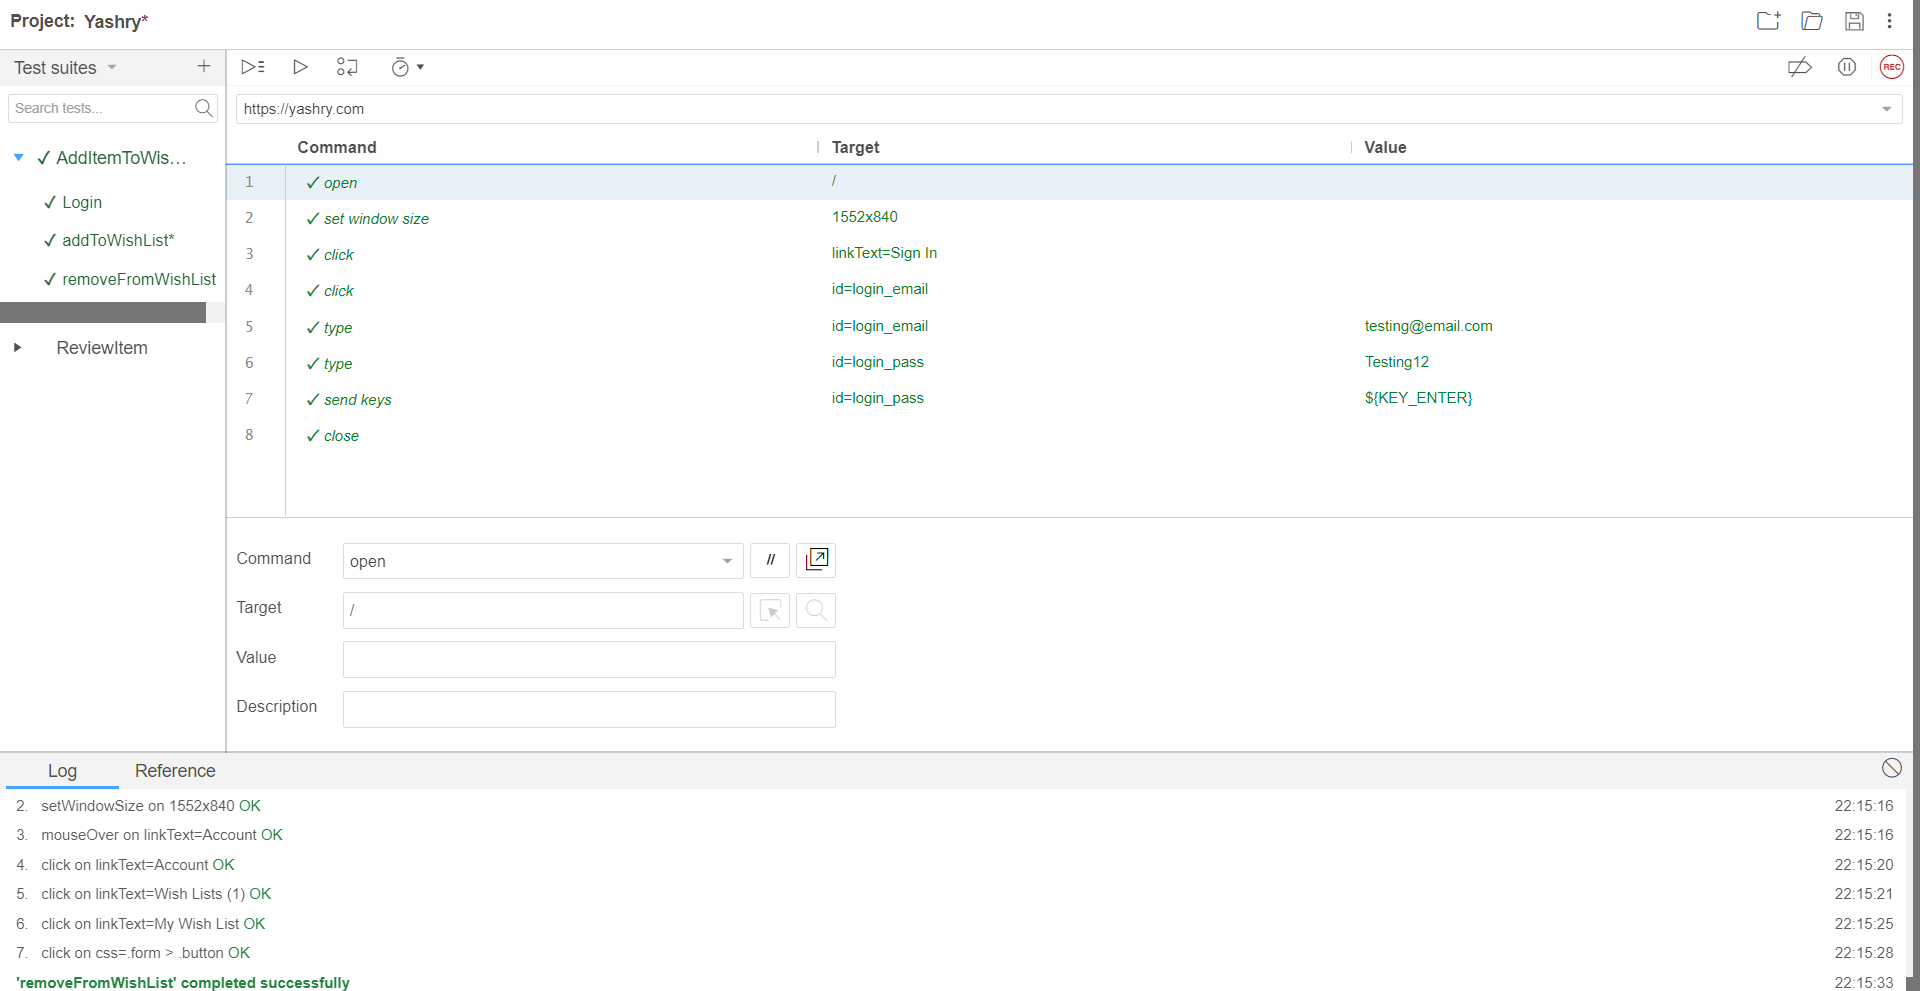 Project: Yashry*
Test suites
Search tests...
✓ AddItemToWis...
✓ Login
✓ addToWishList*
✓ removeFromWishList
ReviewItem
REC
https://yashry.com
Command Target Value
1 ✓ open /
2 ✓ set window size 1552x840
3 ✓ click linkText=Sign In
4 ✓ click id=login_email
5 ✓ type id=login_email testing@email.com
6 ✓ type id=login_pass Testing12
7 ✓ send keys id=login_pass ${KEY_ENTER}
8 ✓ close
Command open //
Target /
Value
Description
Log Reference
2. setWindowSize on 1552x840 OK 22:15:16
3. mouseOver on linkText=Account OK 22:15:16
4. click on linkText=Account OK 22:15:20
5. click on linkText=Wish Lists (1) OK 22:15:21
6. click on linkText=My Wish List OK 22:15:25
7. click on css=.form > .button OK 22:15:28
'removeFromWishList' completed successfully 22:15:33